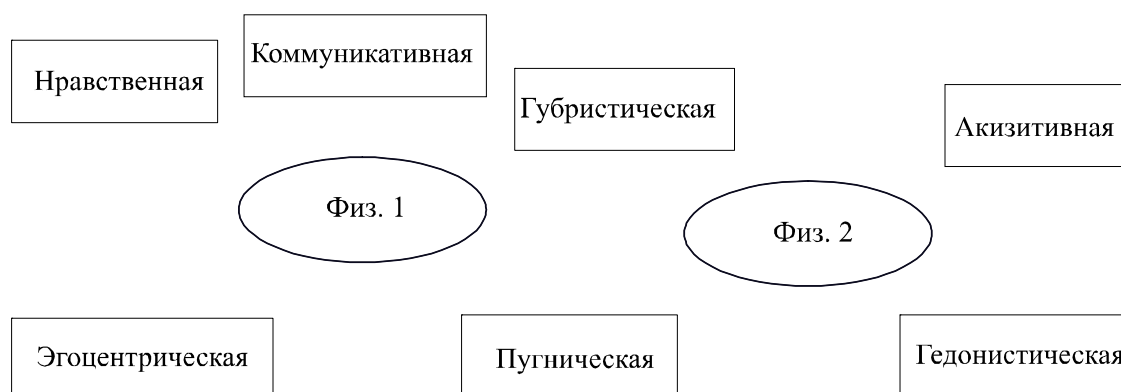 Нравственная
Коммуникативная
Губристическая
Акизитивная
Физ. 1
Физ. 2
Эгоцентрическая
Пугническая
Гедонистическая